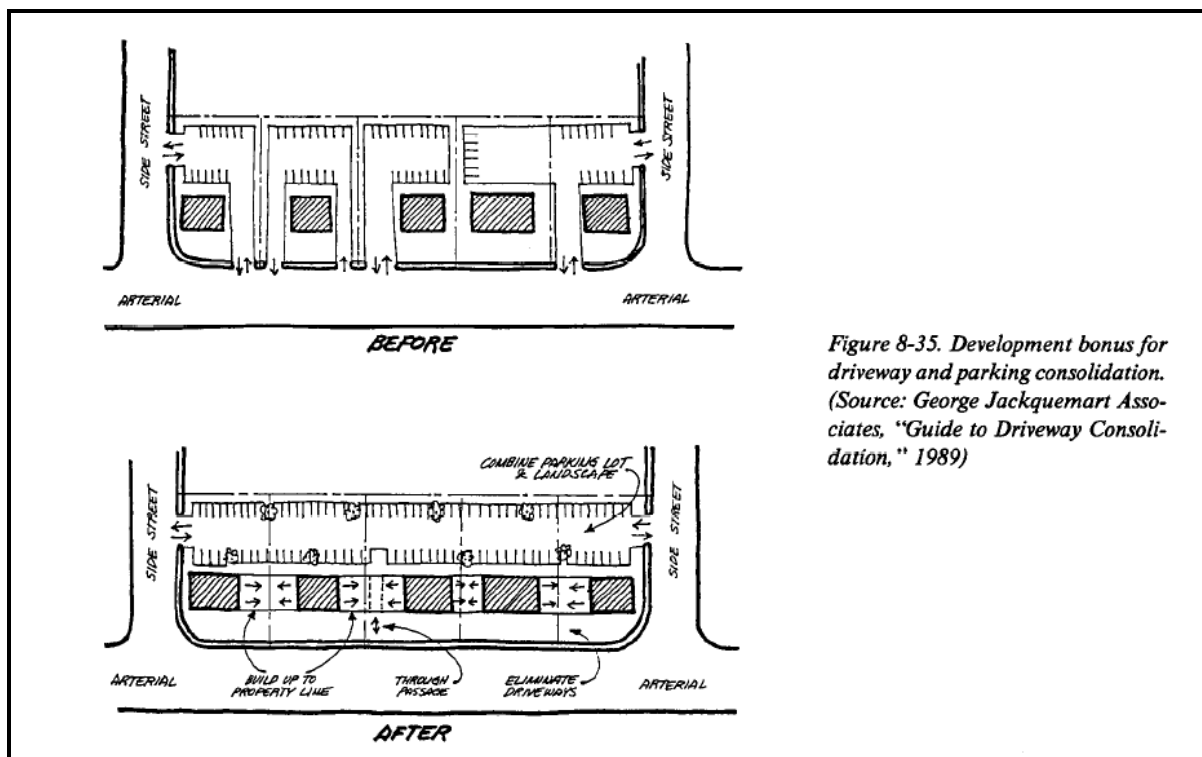 SIDE STREET
SIDE STREET
ARTERIAL
ARTERIAL
BEFORE
Figure 8-35. Development bonus for
driveway and parking consolidation.
(Source: George Jackquemart Asso-
ciates, “Guide to Driveway Consoli-
dation,” 1989)
COMBINE PARKING LOT
& LANDSCAPE
SIDE STREET
SIDE STREET
ARTERIAL
BUILD UP TO
PROPERTY LINE
THROUGH
PASSAGE
ELIMINATE
DRIVEWAYS
ARTERIAL
AFTER